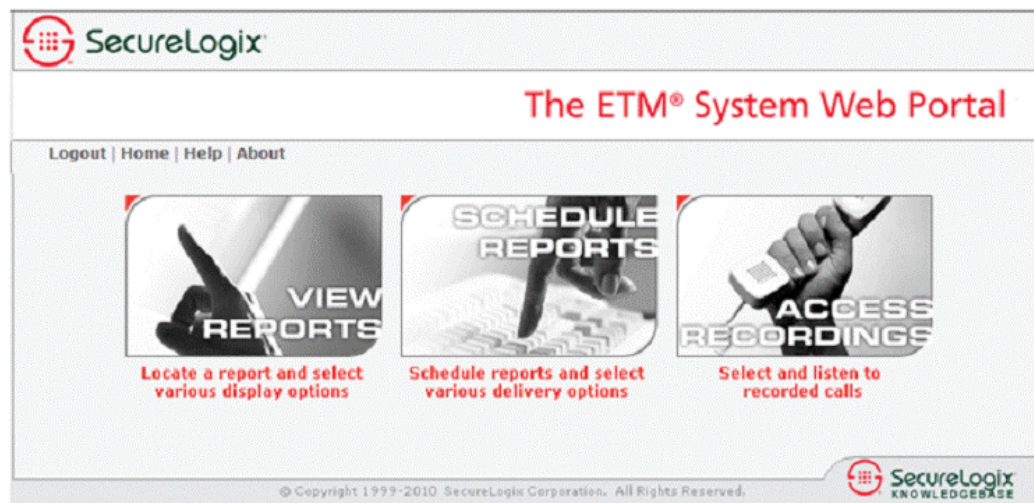 SecureLogix
The ETM® System Web Portal
Logout | Home | Help | About
VIEW
REPORTS
SCHEDULE
REPORTS
ACCESS
RECORDINGS
Locate a report and select
various display options
Schedule reports and select
various delivery options
Select and listen to
recorded calls
© Copyright 1999-2010 SecureLogix Corporation. All Rights Reserved.
SecureLogix
KNOWLEDGEBASE